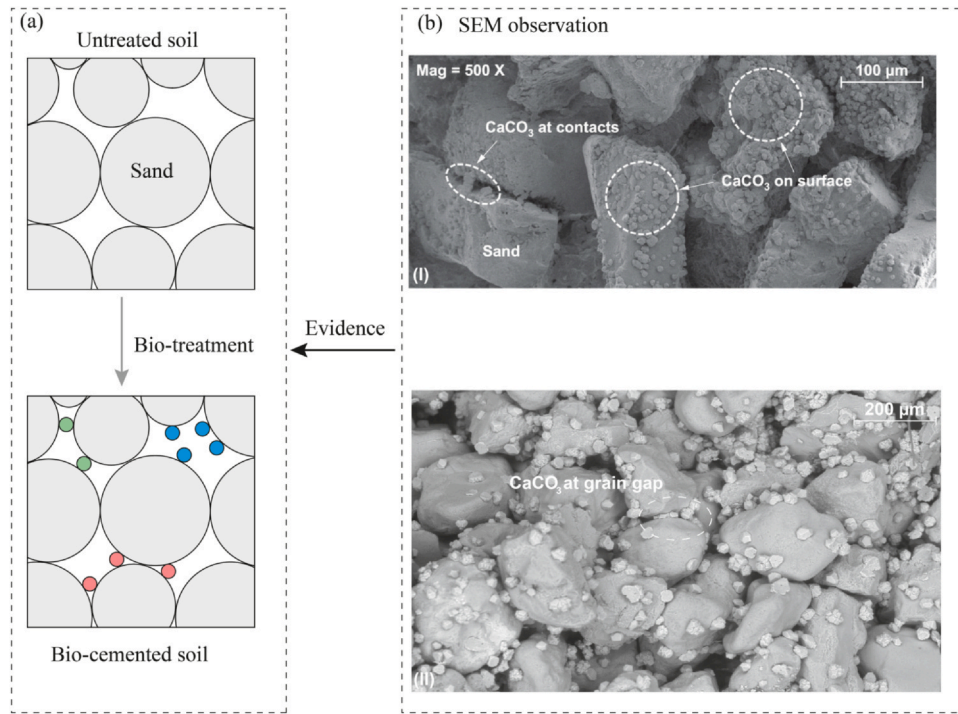 (a)
Untreated soil
Sand
Bio-treatment
Bio-cemented soil
Evidence
(b) SEM observation
Mag = 500 X
100 µm
CaCO₃ at contacts
CaCO₃ on surface
Sand
(I)
200 µm
CaCO₃ at grain gap
(II)